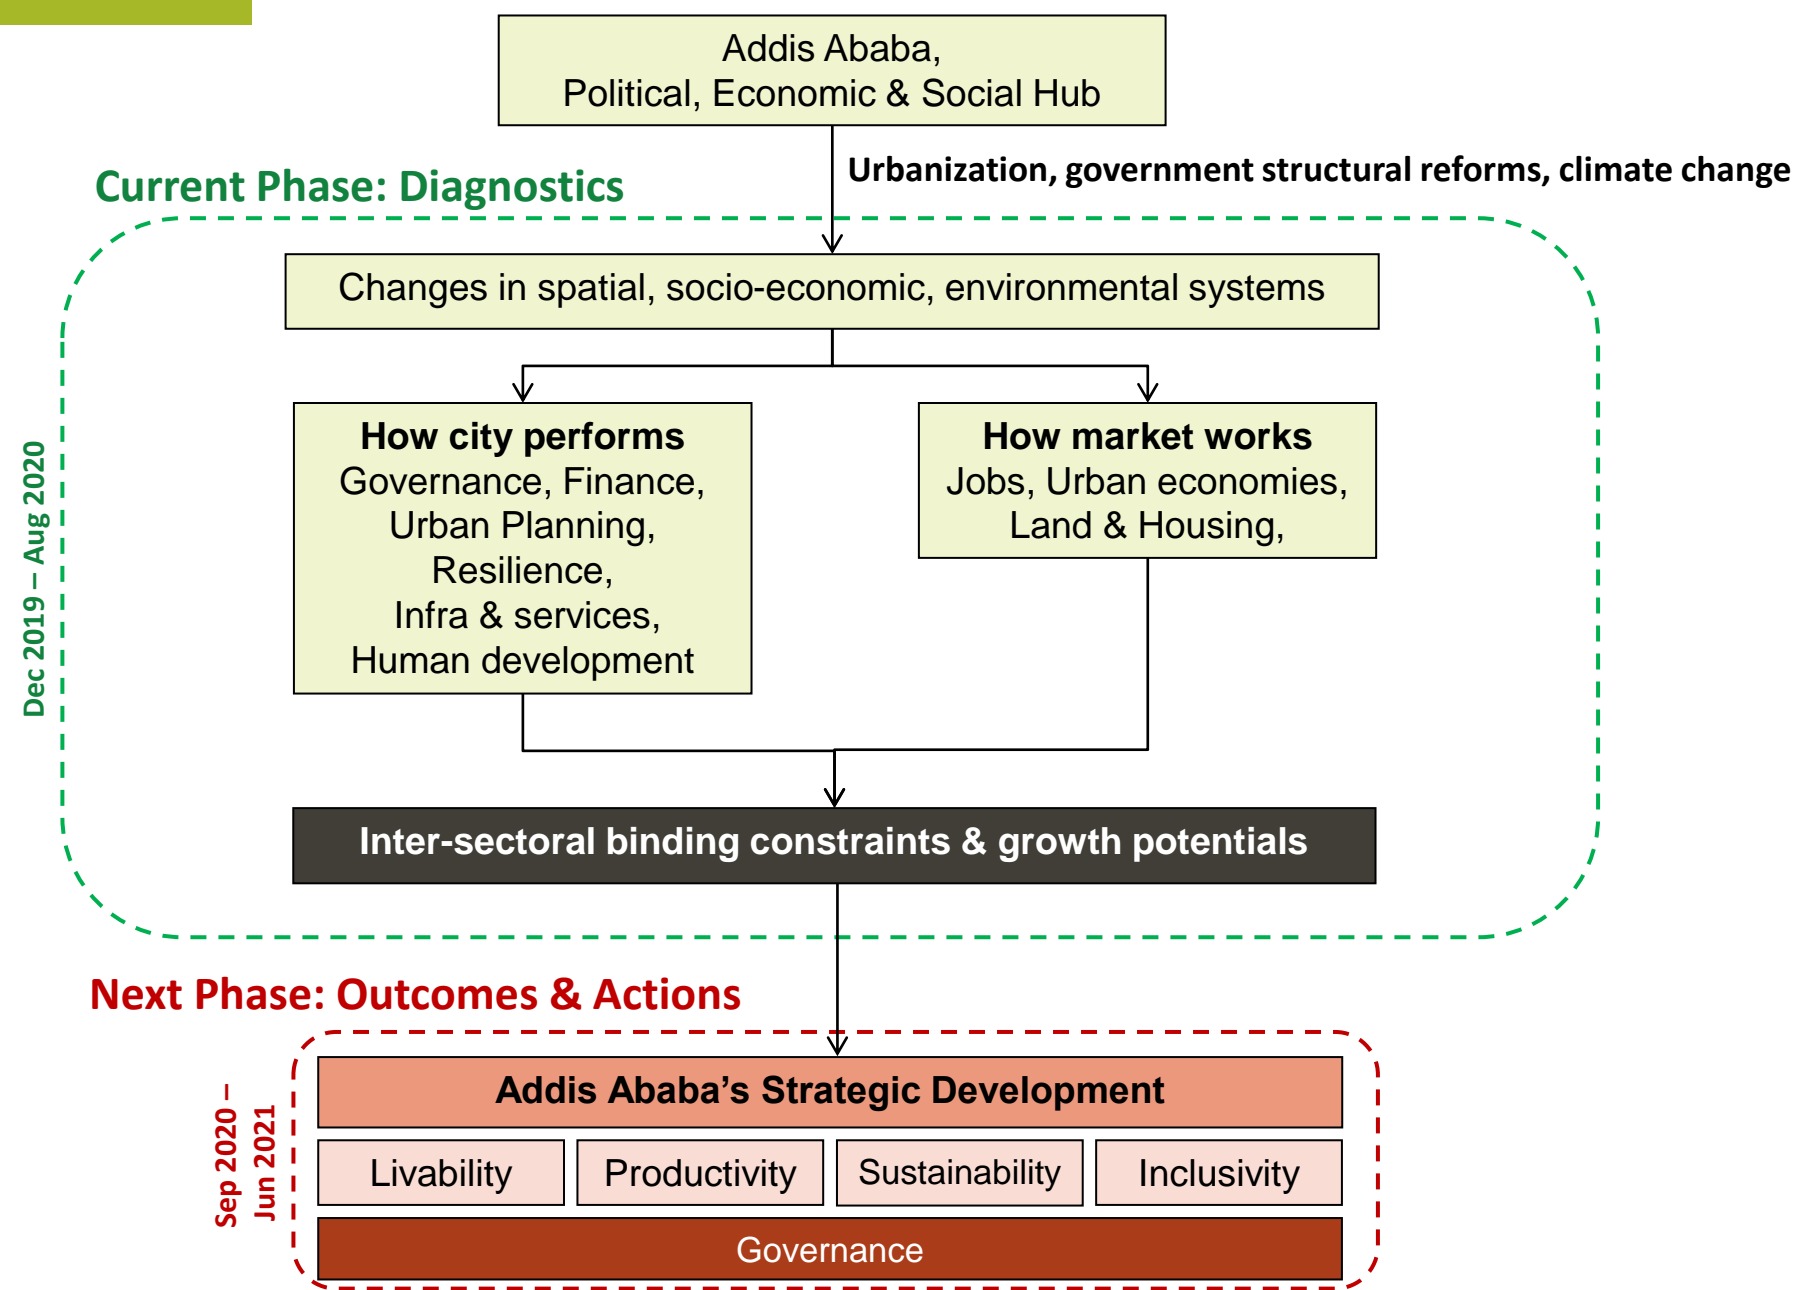 Addis Ababa,
Political, Economic & Social Hub
Urbanization, government structural reforms, climate change
Current Phase: Diagnostics
Changes in spatial, socio-economic, environmental systems
How city performs
Governance, Finance,
Urban Planning,
Resilience,
Infra & services,
Human development
How market works
Jobs, Urban economies,
Land & Housing,
Dec 2019 – Aug 2020
Inter-sectoral binding constraints & growth potentials
Next Phase: Outcomes & Actions
Sep 2020 –
Jun 2021
Addis Ababa’s Strategic Development
Livability
Productivity
Sustainability
Inclusivity
Governance